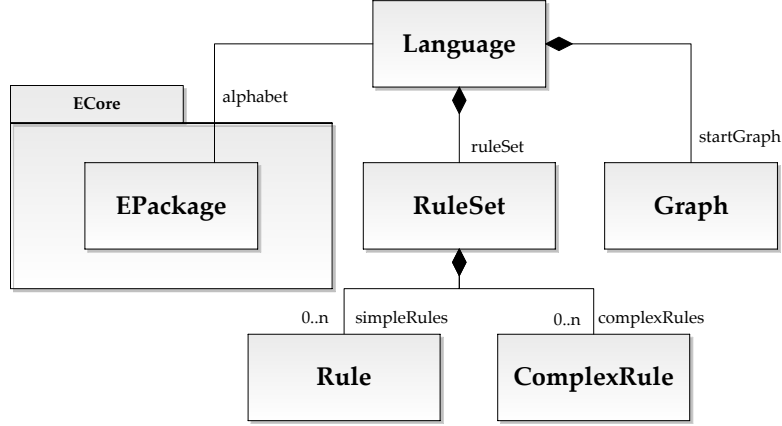 Language
ECore
alphabet
ruleSet
startGraph
EPackage
RuleSet
Graph
0..n simpleRules
0..n complexRules
Rule
ComplexRule